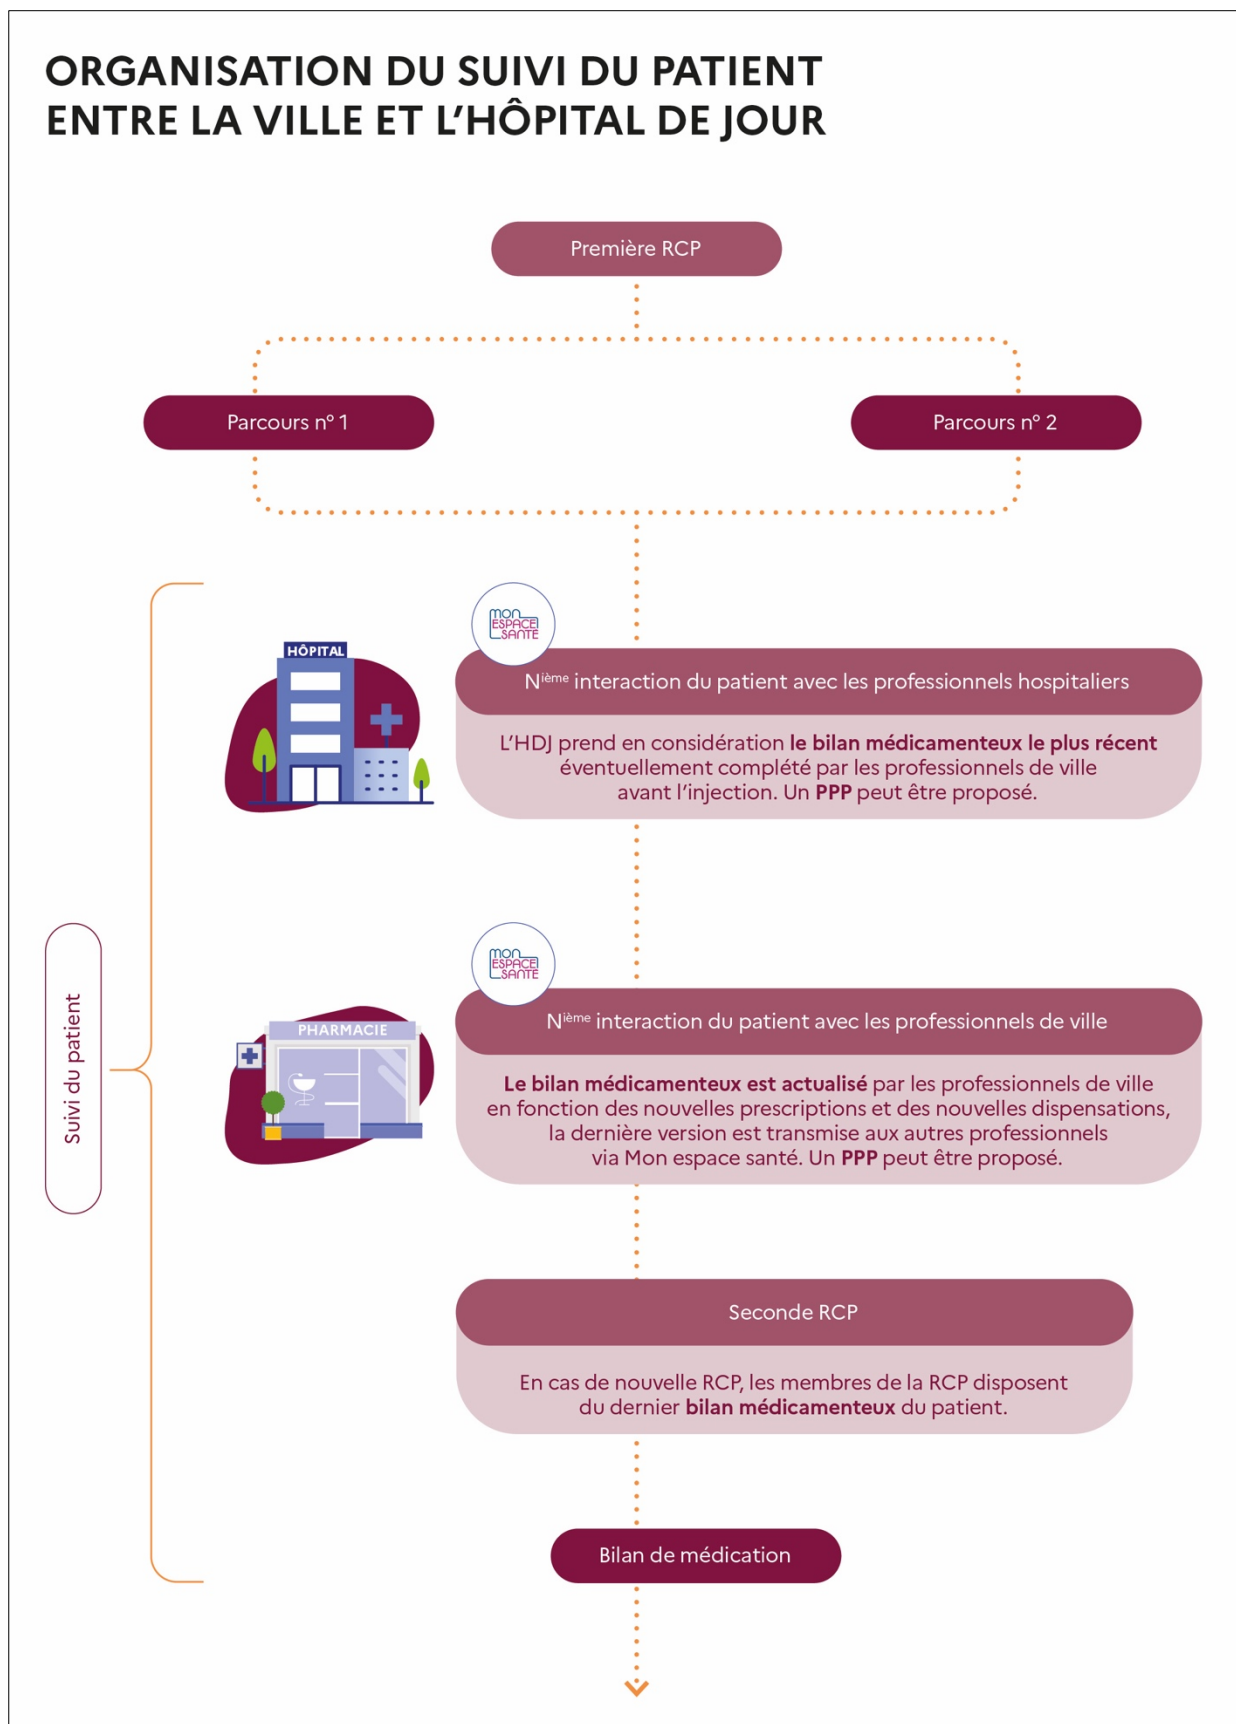 ORGANISATION DU SUIVI DU PATIENT
ENTRE LA VILLE ET L'HÔPITAL DE JOUR
Première RCP
Parcours nº 1
Parcours nº 2
Suivi du patient
HÔPITAL
MON
ESPACE
SANTÉ
Nième interaction du patient avec les professionnels hospitaliers
L'HDJ prend en considération le bilan médicamenteux le plus récent
éventuellement complété par les professionnels de ville
avant l'injection. Un PPP peut être proposé.
PHARMACIE
MON
ESPACE
SANTÉ
Nième interaction du patient avec les professionnels de ville
Le bilan médicamenteux est actualisé par les professionnels de ville
en fonction des nouvelles prescriptions et des nouvelles dispensations,
la dernière version est transmise aux autres professionnels
via Mon espace santé. Un PPP peut être proposé.
Seconde RCP
En cas de nouvelle RCP, les membres de la RCP disposent
du dernier bilan médicamenteux du patient.
Bilan de médication